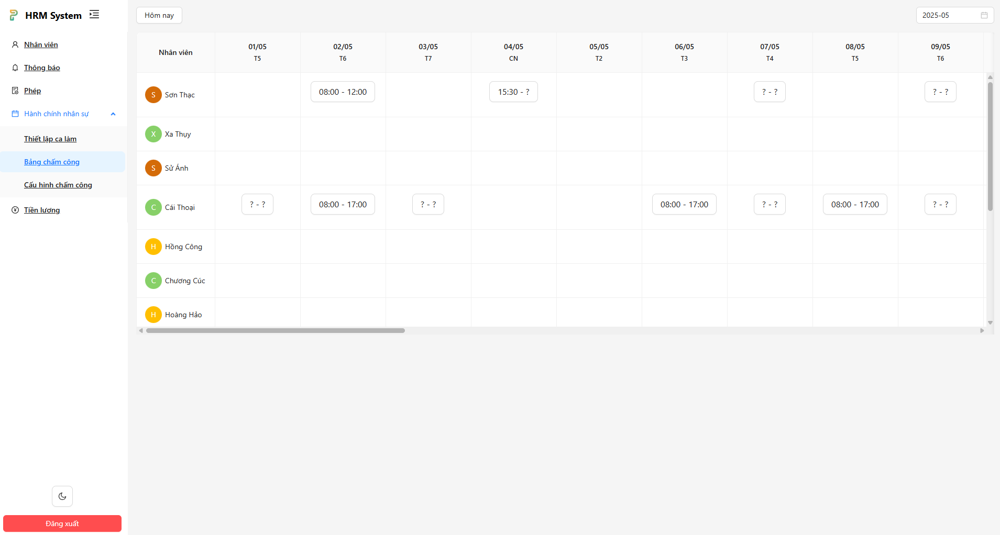 HRM System
Nhân viên
Thông báo
Phép
Hành chính nhân sự
Thiết lập ca làm
Bảng chấm công
Cấu hình chấm công
Tiền lương
Đăng xuất
Hôm nay
2025-05
Nhân viên
01/05
T5
02/05
T6
03/05
T7
04/05
CN
05/05
T2
06/05
T3
07/05
T4
08/05
T5
09/05
T6
S Sơn Thạc 08:00 - 12:00 15:30 - ? ? - ? ? - ?
X Xa Thụy
S Sử Ánh
C Cái Thoại ? - ? 08:00 - 17:00 ? - ? 08:00 - 17:00 ? - ? 08:00 - 17:00 ? - ?
H Hồng Công
C Chương Cúc
H Hoàng Hảo